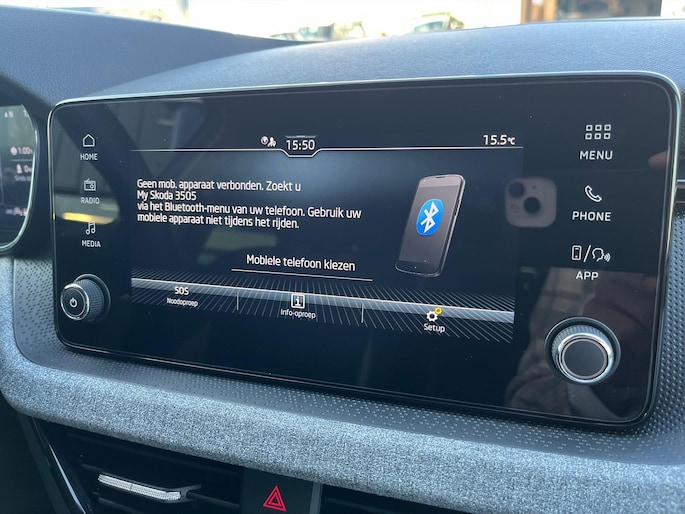 15:50
15.5°C
HOME
RADIO
MEDIA
Geen mob. apparaat verbonden. Zoekt u
My Skoda 3505
via het Bluetooth-menu van uw telefoon. Gebruik uw
mobiele apparaat niet tijdens het rijden.
Mobiele telefoon kiezen
SOS
Noodoproep
i
Info-oproep
Setup
MENU
PHONE
APP